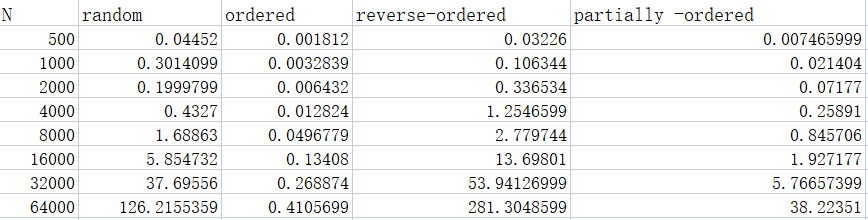 N random ordered reverse-ordered partially -ordered
500 0.04452 0.001812 0.03226 0.007465999
1000 0.3014099 0.0032839 0.106344 0.021404
2000 0.1999799 0.006432 0.336534 0.07177
4000 0.4327 0.012824 1.2546599 0.25891
8000 1.68863 0.0496779 2.779744 0.845706
16000 5.854732 0.13408 13.69801 1.927177
32000 37.69556 0.268874 53.94126999 5.76657399
64000 126.2155359 0.4105699 281.3048599 38.22351